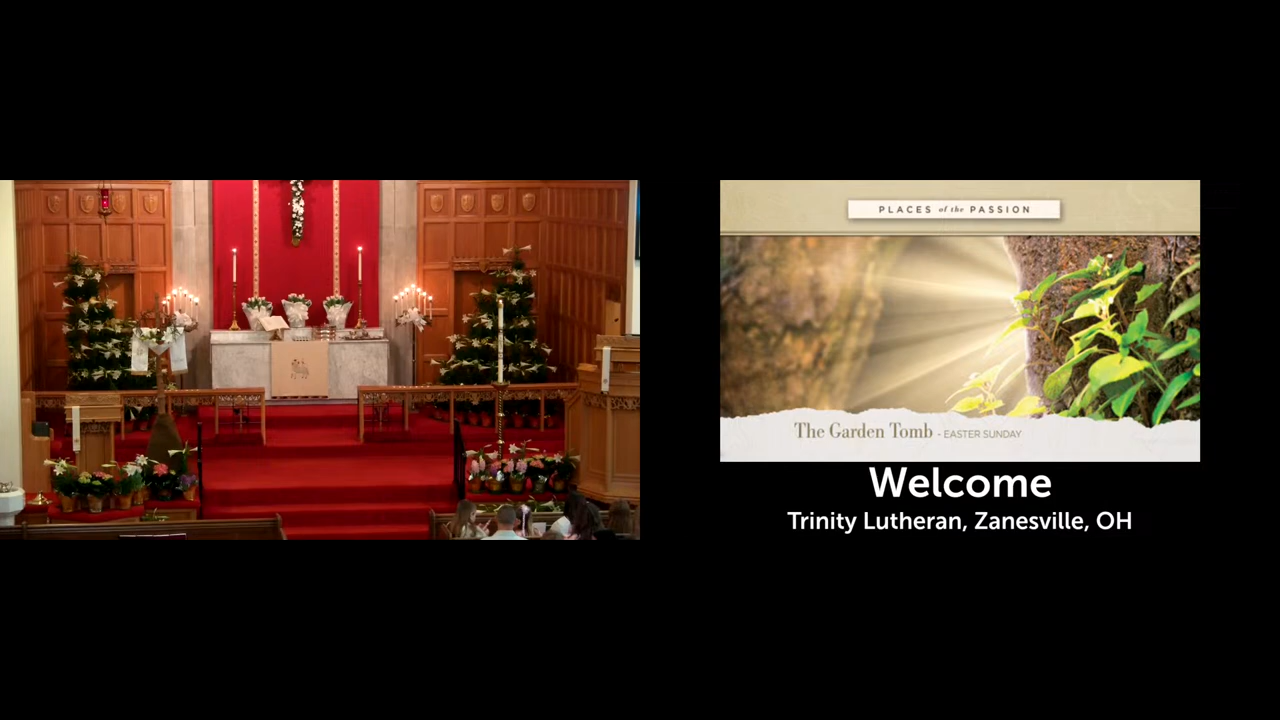 PLACES of the PASSION
The Garden Tomb - EASTER SUNDAY
Welcome
Trinity Lutheran, Zanesville, OH